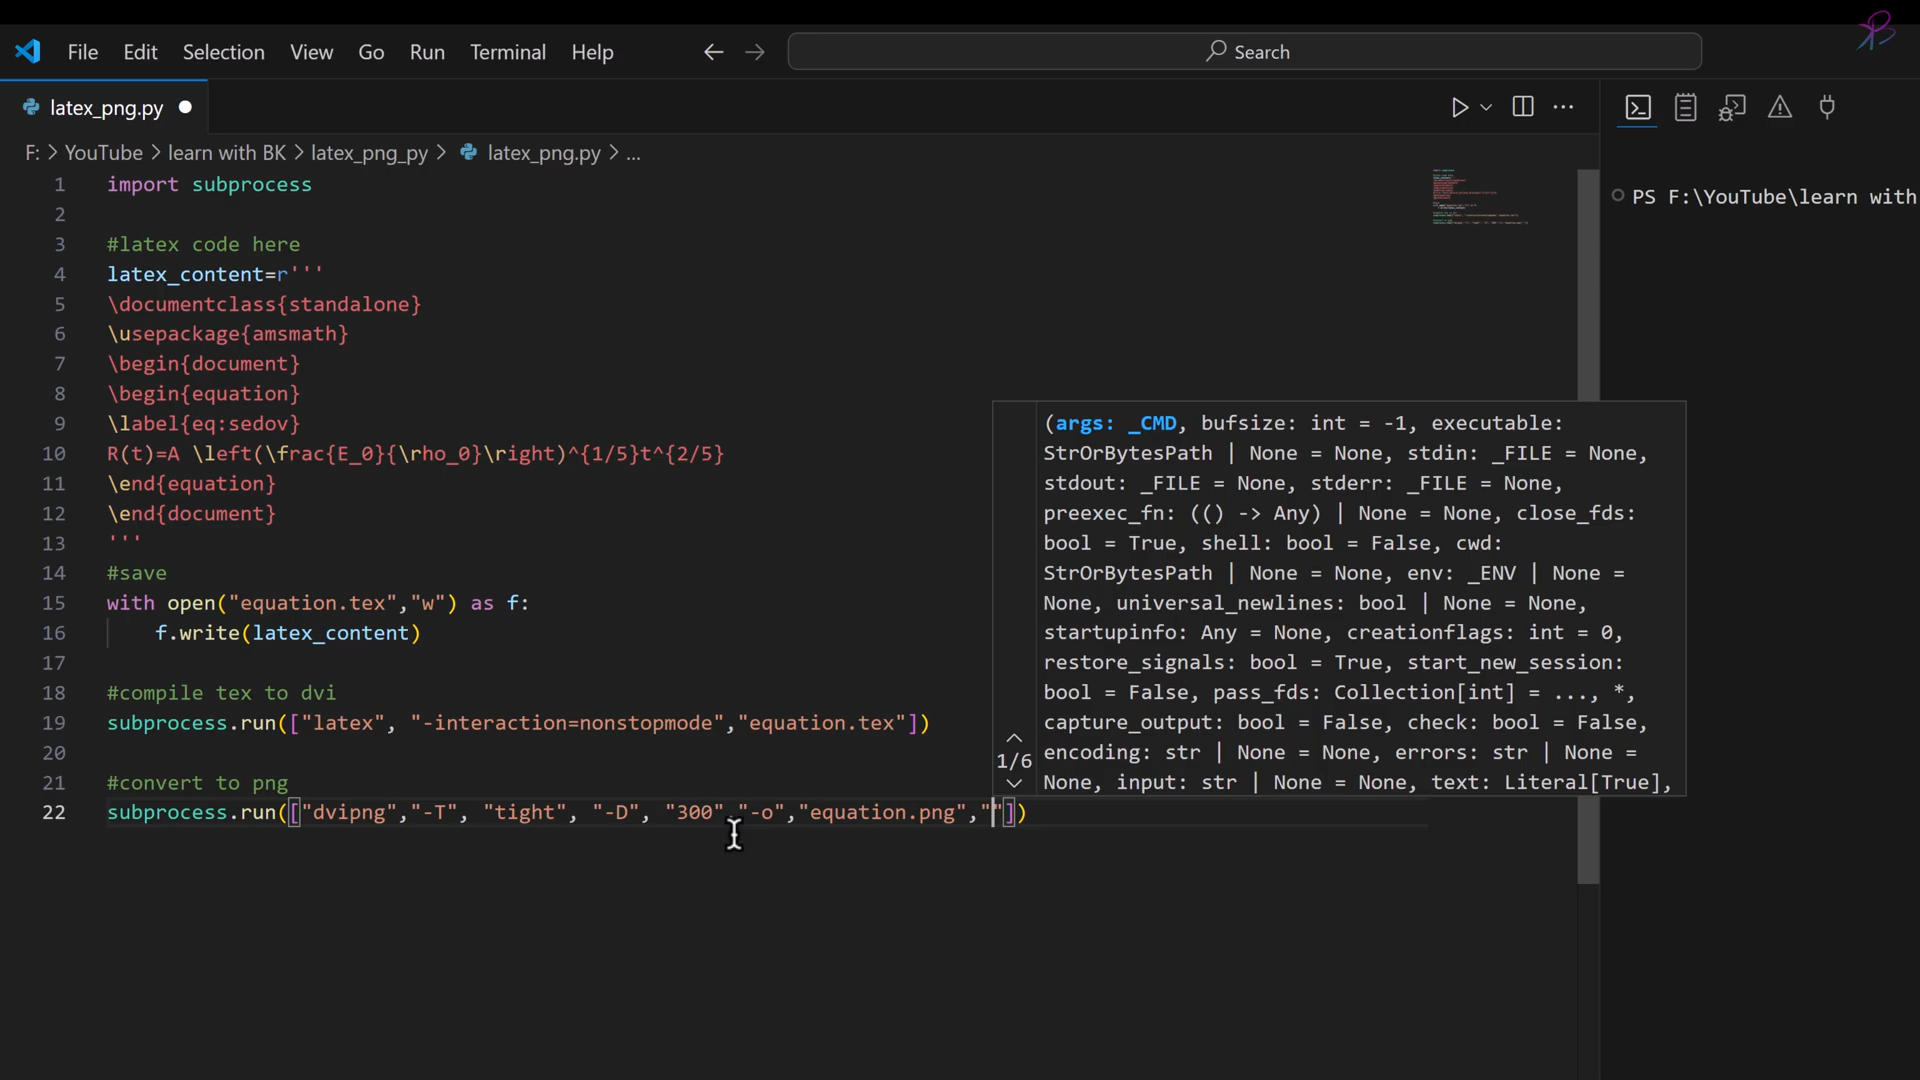 File Edit Selection View Go Run Terminal Help Search
latex_png.py
F: > YouTube > learn with BK > latex_png_py > latex_png.py > ...
1 import subprocess
2
3 #latex code here
4 latex_content=r'''
5 \documentclass{standalone}
6 \usepackage{amsmath}
7 \begin{document}
8 \begin{equation}
9 \label{eq:sedov}
10 R(t)=A \left(\frac{E_0}{\rho_0}\right)^{1/5}t^{2/5}
11 \end{equation}
12 \end{document}
13 '''
14 #save
15 with open("equation.tex","w") as f:
16 f.write(latex_content)
17
18 #compile tex to dvi
19 subprocess.run(["latex", "-interaction=nonstopmode","equation.tex"])
20
21 #convert to png
22 subprocess.run(["dvipng","-T", "tight", "-D", "300" "-o","equation.png",""])
(args: _CMD, bufsize: int = -1, executable:
StrOrBytesPath | None = None, stdin: _FILE = None,
stdout: _FILE = None, stderr: _FILE = None,
preexec_fn: (() -> Any) | None = None, close_fds:
bool = True, shell: bool = False, cwd:
StrOrBytesPath | None = None, env: _ENV | None =
None, universal_newlines: bool | None = None,
startupinfo: Any = None, creationflags: int = 0,
restore_signals: bool = True, start_new_session:
bool = False, pass_fds: Collection[int] = ..., *,
capture_output: bool = False, check: bool = False,
encoding: str | None = None, errors: str | None =
None, input: str | None = None, text: Literal[True],
1/6
PS F:\YouTube\learn with